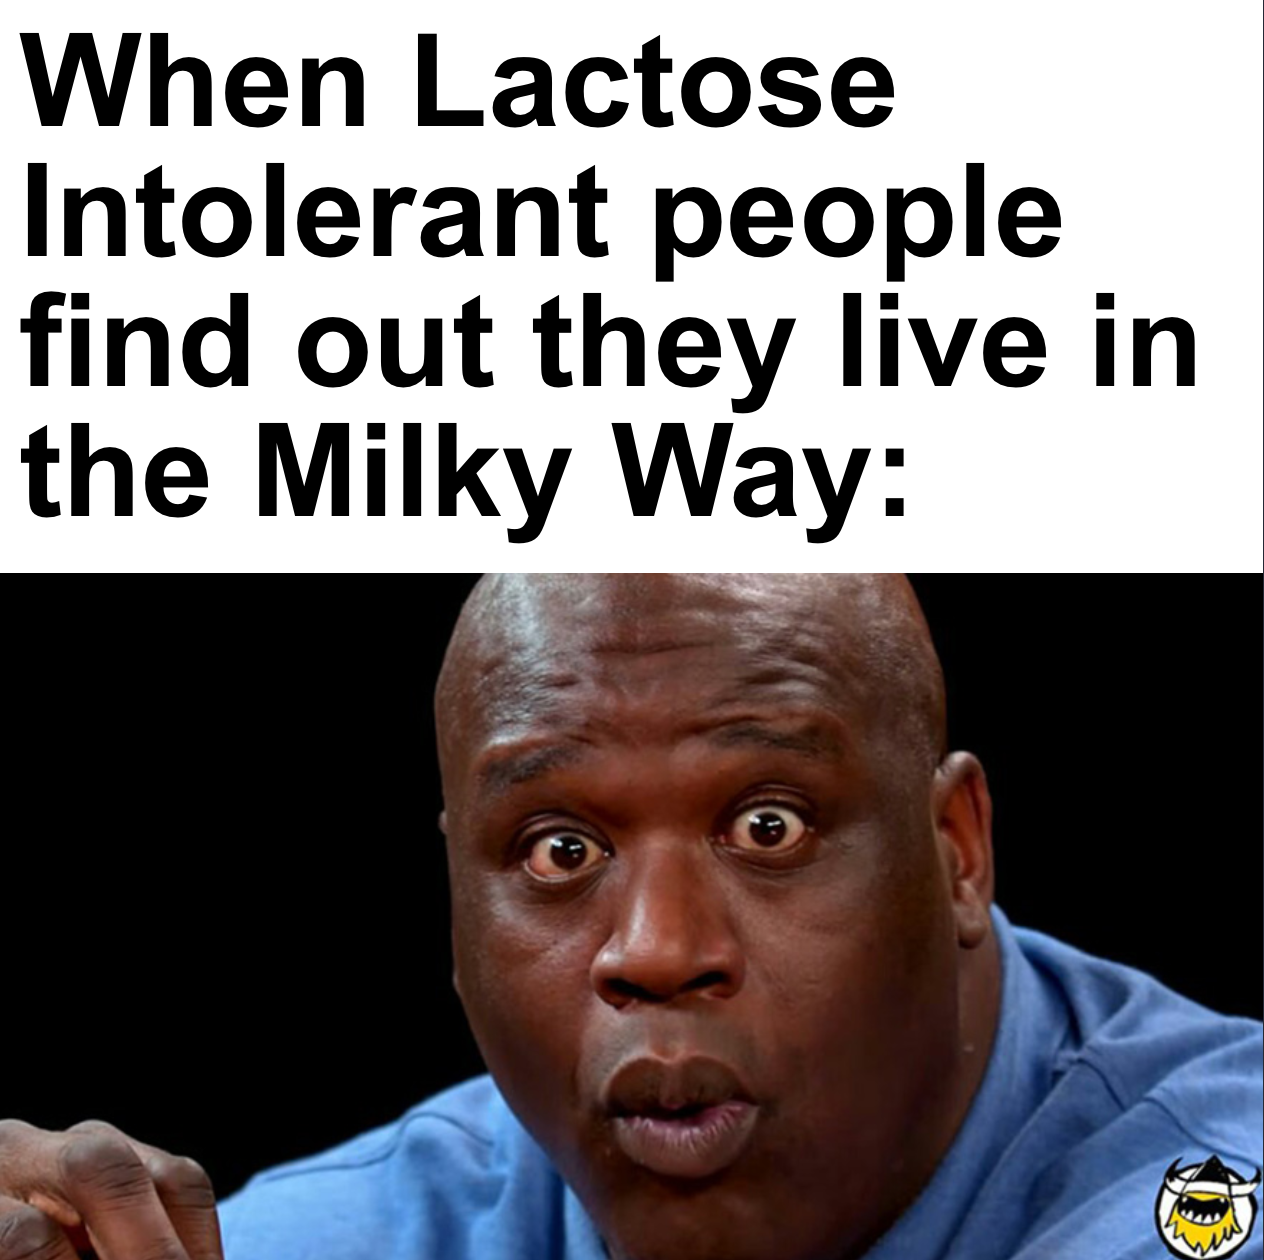 When Lactose
Intolerant people
find out they live in
the Milky Way: